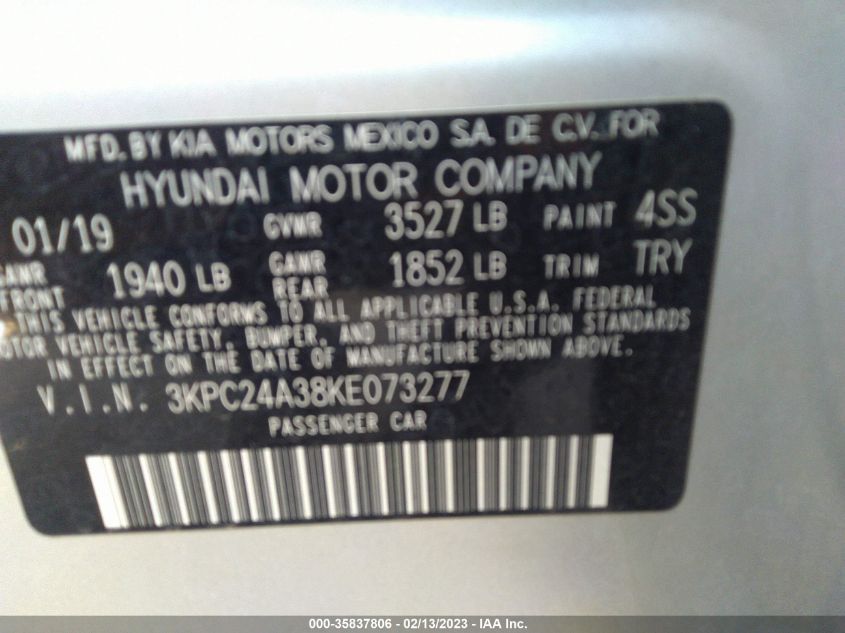 MFD. BY KIA MOTORS MEXICO S.A. DE C.V. FOR
HYUNDAI MOTOR COMPANY
01/19 GVWR 3527 LB PAINT 4SS
GAWR FRONT 1940 LB GAWR REAR 1852 LB TRIM TRY
THIS VEHICLE CONFORMS TO ALL APPLICABLE U.S.A. FEDERAL
OTOR VEHICLE SAFETY, BUMPER, AND THEFT PREVENTION STANDARDS
IN EFFECT ON THE DATE OF MANUFACTURE SHOWN ABOVE.
V.I.N. 3KPC24A38KE073277
PASSENGER CAR
000-35837806 - 02/13/2023 - IAA Inc.